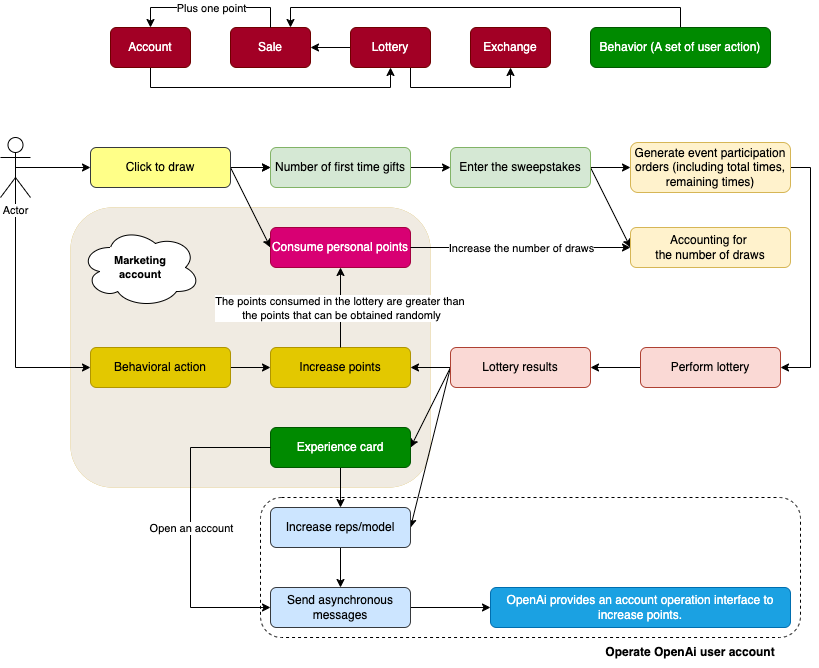 Plus one point
Account
Sale
Lottery
Exchange
Behavior (A set of user action)
Actor
Click to draw
Number of first time gifts
Enter the sweepstakes
Generate event participation
orders (including total times,
remaining times)
Consume personal points
Increase the number of draws
Accounting for
the number of draws
Marketing
account
The points consumed in the lottery are greater than
the points that can be obtained randomly
Behavioral action
Increase points
Lottery results
Perform lottery
Experience card
Open an account
Increase reps/model
Send asynchronous
messages
OpenAi provides an account operation interface to
increase points.
Operate OpenAi user account